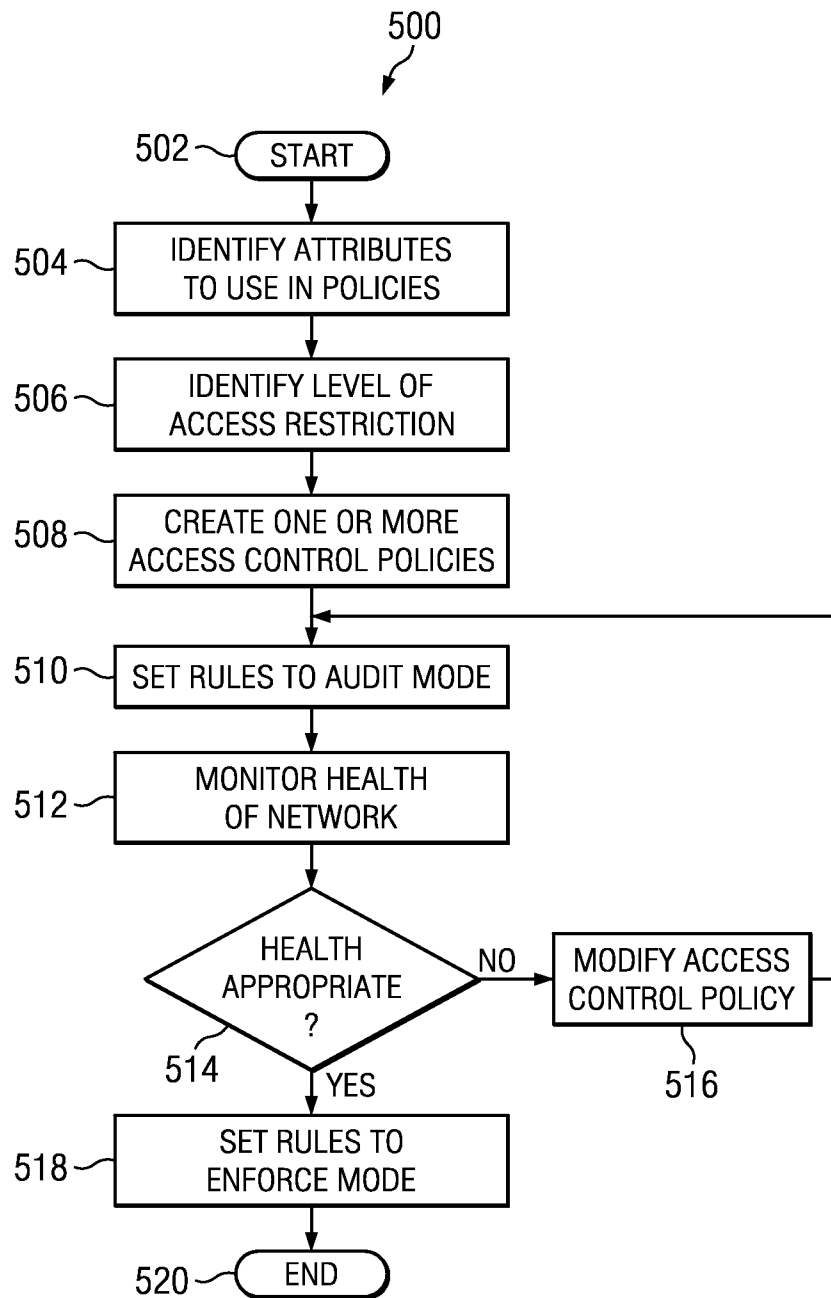 500
502
START
504
IDENTIFY ATTRIBUTES
TO USE IN POLICIES
506
IDENTIFY LEVEL OF
ACCESS RESTRICTION
508
CREATE ONE OR MORE
ACCESS CONTROL POLICIES
510
SET RULES TO AUDIT MODE
512
MONITOR HEALTH
OF NETWORK
HEALTH
APPROPRIATE
?
514
NO
MODIFY ACCESS
CONTROL POLICY
516
YES
518
SET RULES TO
ENFORCE MODE
520
END